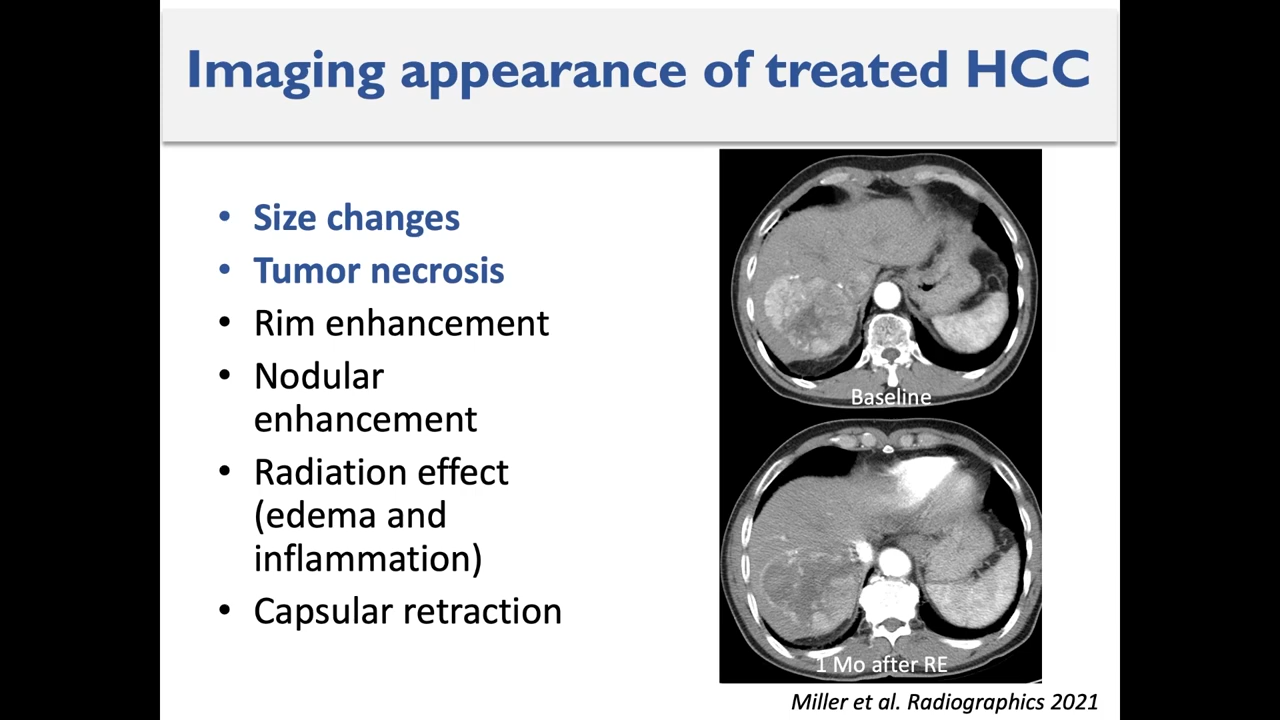 Imaging appearance of treated HCC
• Size changes
• Tumor necrosis
• Rim enhancement
• Nodular
enhancement
• Radiation effect
(edema and
inflammation)
• Capsular retraction
Baseline
1 Mo after RE
Miller et al. Radiographics 2021